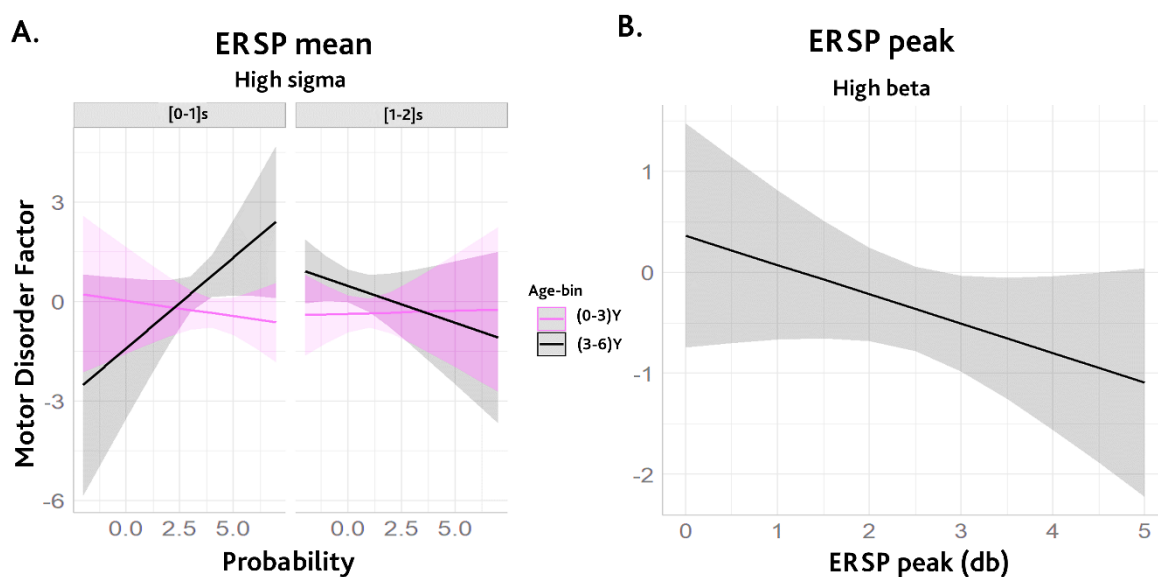 A.
ERSP mean
High sigma
[0-1]s
[1-2]s
Motor Disorder Factor
3
0
-3
-6
0.0 2.5 5.0
0.0 2.5 5.0
Probability
Age-bin
(0-3)Y
(3-6)Y
B.
ERSP peak
High beta
1
0
-1
-2
0 1 2 3 4 5
ERSP peak (db)